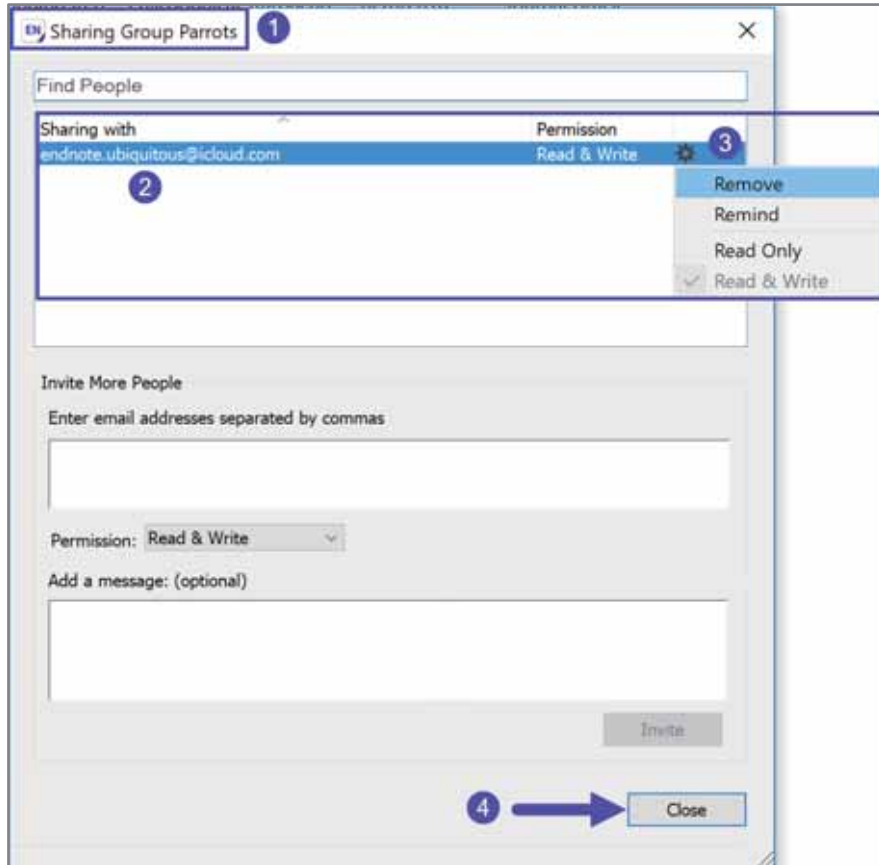 EN Sharing Group Parrots 1
Find People
Sharing with Permission
endnote.ubiquitous@icloud.com Read & Write 3
2
Remove
Remind
Read Only
Read & Write
Invite More People
Enter email addresses separated by commas
Permission: Read & Write
Add a message: (optional)
Invite
4 Close